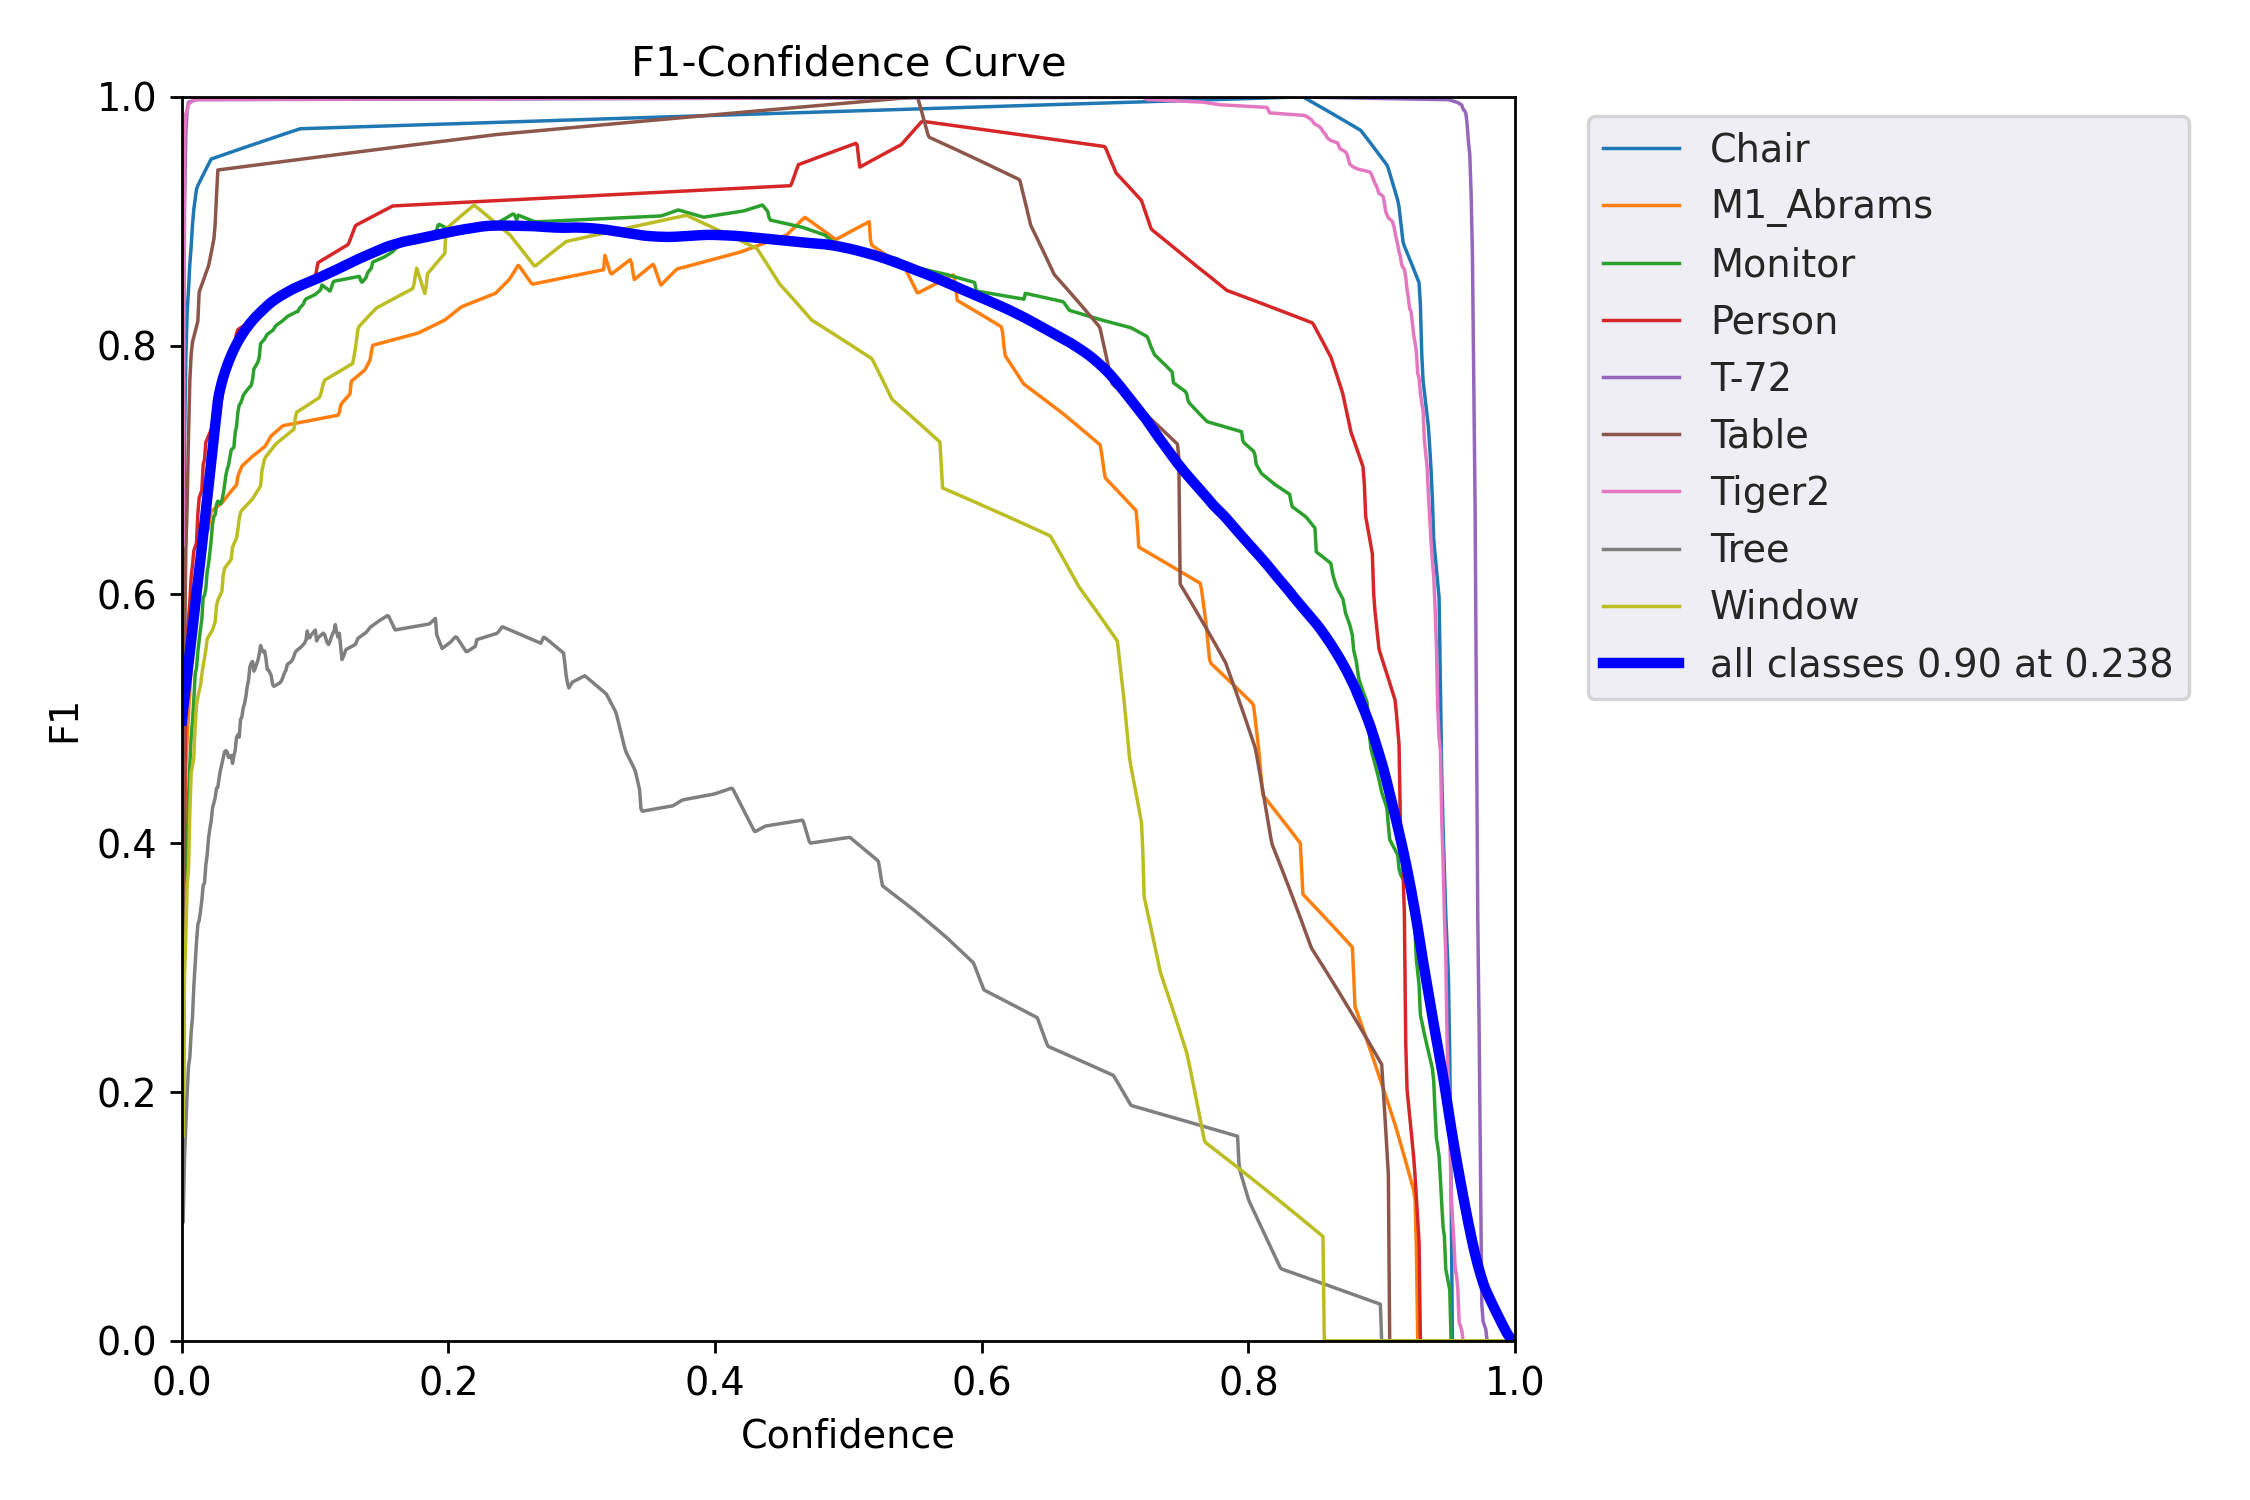 F1-Confidence Curve
1.0
0.8
0.6
0.4
0.2
0.0
F1
0.0 0.2 0.4 0.6 0.8 1.0
Confidence
Chair
M1_Abrams
Monitor
Person
T-72
Table
Tiger2
Tree
Window
all classes 0.90 at 0.238